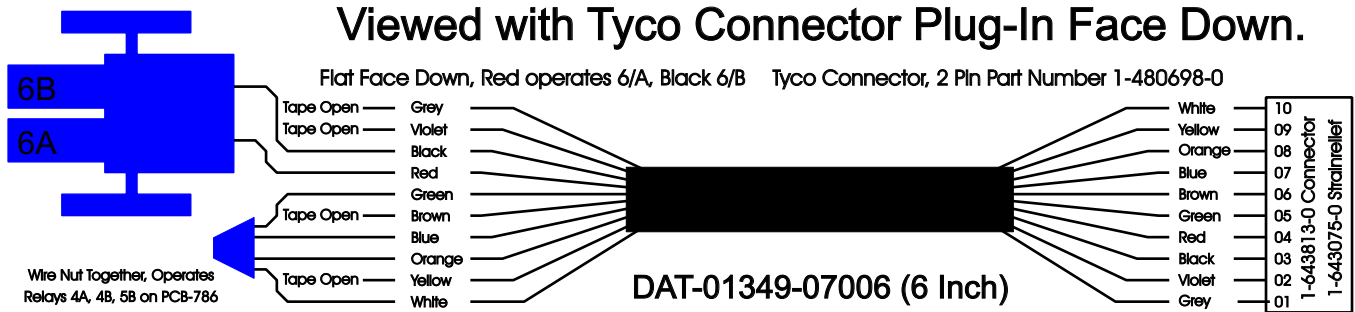 Viewed with Tyco Connector Plug-In Face Down.
Flat Face Down, Red operates 6/A, Black 6/B Tyco Connector, 2 Pin Part Number 1-480698-0
6B
6A
Tape Open Grey
Tape Open Violet
Black
Red
Green
Tape Open Brown
Blue
Orange
Tape Open Yellow
White
Wire Nut Together, Operates
Relays 4A, 4B, 5B on PCB-786
DAT-01349-07006 (6 Inch)
White 10
Yellow 09
Orange 08
Blue 07
Brown 06
Green 05
Red 04
Black 03
Violet 02
Grey 01
1-643813-0 Connector
1-643075-0 Strainrelief